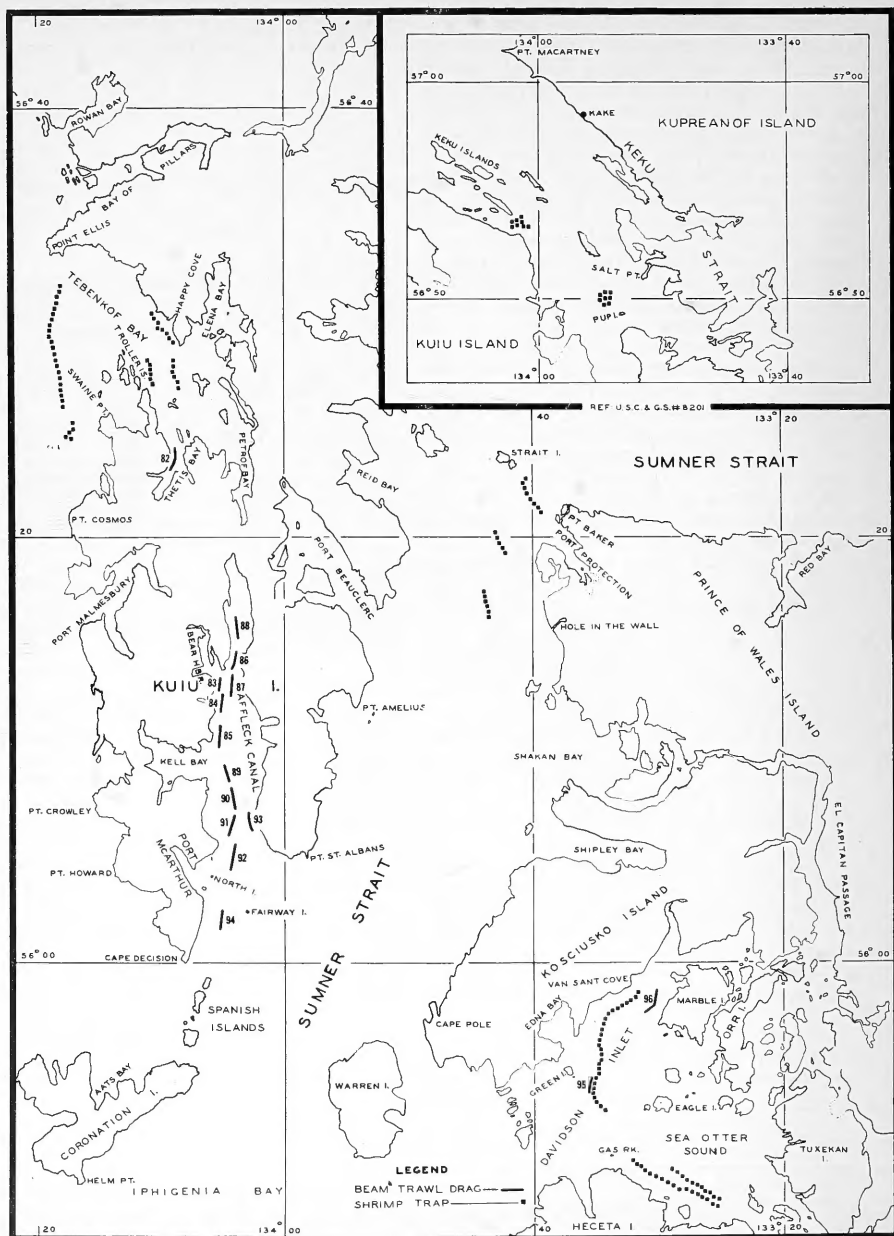 20
134° 00
56° 40
56° 40
ROWAN BAY
BAY OF PILLARS
POINT ELLIS
TEBENKOF BAY
HAPPY COVE
ELENA BAY
TROLLER IS.
SWAINE PT.
PETROF BAY
82
THETIS BAY
PT. COSMOS
20
PORT MALMESBURY
REID BAY
PORT BEAUCLERC
134° 00
133° 40
PT. MACARTNEY
57° 00
57° 00
KAKE
KUPREANOF ISLAND
KEKU ISLANDS
KEKU STRAIT
SALT PT.
56° 50
56° 50
PUP I.
KUIU ISLAND
134° 00
133° 40
REF: U.S.C. & G.S. # 8201
40
133° 20
STRAIT I.
SUMNER STRAIT
PT. BAKER
PORT PROTECTION
20
RED BAY
PRINCE OF WALES ISLAND
HOLE IN THE WALL
88
BEAR HBR.
86
KUIU I.
83
87
84
AFFLECK CANAL
85
PT. AMELIUS
KELL BAY
89
SHAKAN BAY
90
PT. CROWLEY
91
93
EL CAPITAN PASSAGE
PORT MCARTHUR
92
PT. ST. ALBANS
SHIPLEY BAY
PT. HOWARD
NORTH I.
94
FAIRWAY I.
SUMNER STRAIT
KOSCIUSKO ISLAND
56° 00
CAPE DECISION
56° 00
VAN SANT COVE
SPANISH
ISLANDS
EDNA BAY
96
MARBLE I.
ORR I.
CAPE POLE
AATS BAY
CORONATION I.
WARREN I.
GREEN I.
95
DAVIDSON INLET
EAGLE I.
SEA OTTER
SOUND
TUXEKAN
I.
GAS RK.
HELM PT.
IPHIGENIA BAY
LEGEND
BEAM TRAWL DRAG
SHRIMP TRAP
HECETA I.
20
134° 00
40
133° 20